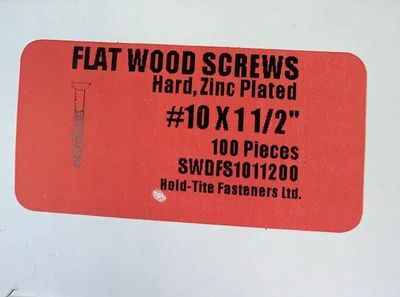 FLAT WOOD SCREWS
Hard, Zinc Plated
#10 X 1 1/2"
100 Pieces
SWDFS1011200
Hold-Tite Fasteners Ltd.